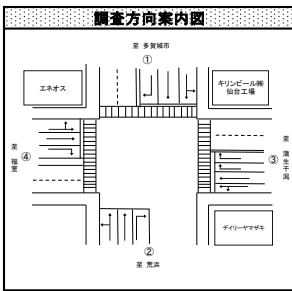 調査方向案内図
至 多賀城市
①
エネオス
キリンビール㈱
仙台工場
至 福室
④
③
至 蒲生干潟
デイリーヤマザキ
②
至 荒浜